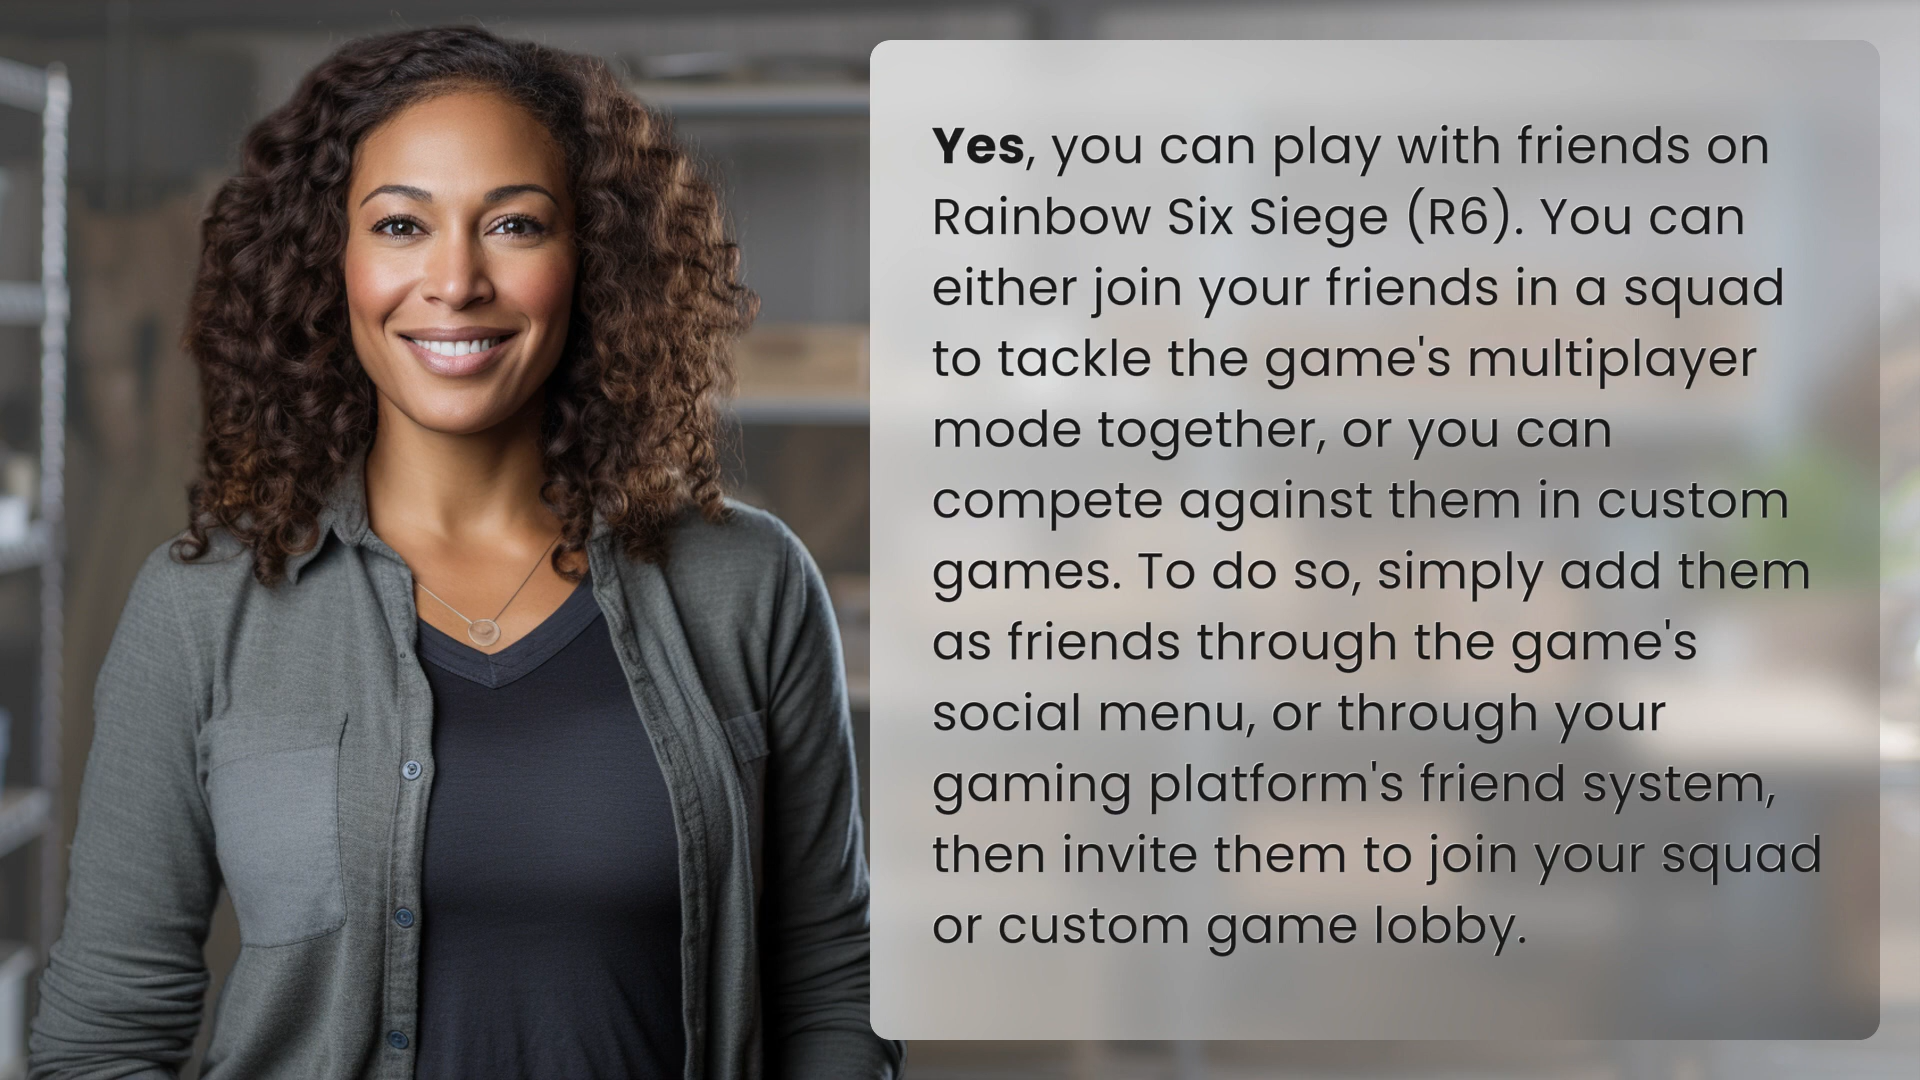 Yes, you can play with friends on
Rainbow Six Siege (R6). You can
either join your friends in a squad
to tackle the game's multiplayer
mode together, or you can
compete against them in custom
games. To do so, simply add them
as friends through the game's
social menu, or through your
gaming platform's friend system,
then invite them to join your squad
or custom game lobby.